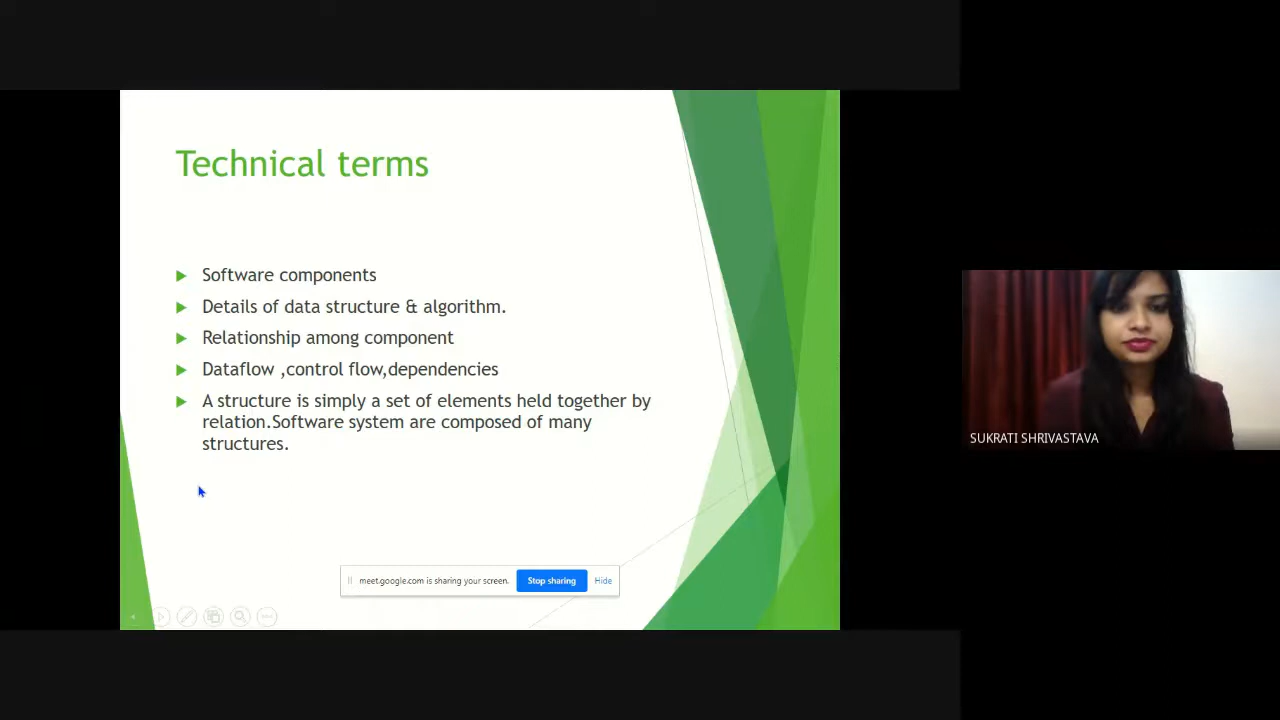 Technical terms
Software components
Details of data structure & algorithm.
Relationship among component
Dataflow ,control flow,dependencies
A structure is simply a set of elements held together by
relation.Software system are composed of many
structures.
SUKRATI SHRIVASTAVA
meet.google.com is sharing your screen.
Stop sharing
Hide